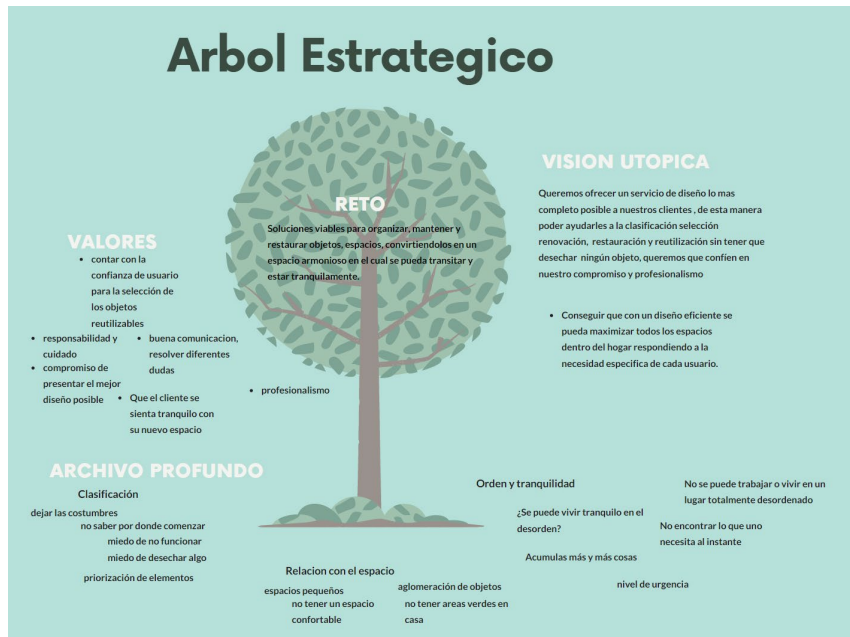 Arbol Estrategico
VISION UTOPICA
Queremos ofrecer un servicio de diseño lo mas
completo posible a nuestros clientes , de esta manera
poder ayudarles a la clasificación selección
renovación, restauración y reutilización sin tener que
desechar ningún objeto, queremos que confíen en
nuestro compromiso y profesionalismo
• Conseguir que con un diseño eficiente se
pueda maximizar todos los espacios
dentro del hogar respondiendo a la
necesidad especifica de cada usuario.
RETO
Soluciones viables para organizar, mantener y
restaurar objetos, espacios, convirtiendolos en un
espacio armonioso en el cual se pueda transitar y
estar tranquilamente.
VALORES
• contar con la
confianza de usuario
para la selección de
los objetos
reutilizables
• responsabilidad y
cuidado
• compromiso de
presentar el mejor
diseño posible
• buena comunicacion,
resolver diferentes
dudas
• Que el cliente se
sienta tranquilo con
su nuevo espacio
• profesionalismo
ARCHIVO PROFUNDO
Clasificación
dejar las costumbres
no saber por donde comenzar
miedo de no funcionar
miedo de desechar algo
priorización de elementos
Relacion con el espacio
espacios pequeños
no tener un espacio
confortable
aglomeración de objetos
no tener areas verdes en
casa
Orden y tranquilidad
¿Se puede vivir tranquilo en el
desorden?
Acumulas más y más cosas
No se puede trabajar o vivir en un
lugar totalmente desordenado
No encontrar lo que uno
necesita al instante
nivel de urgencia